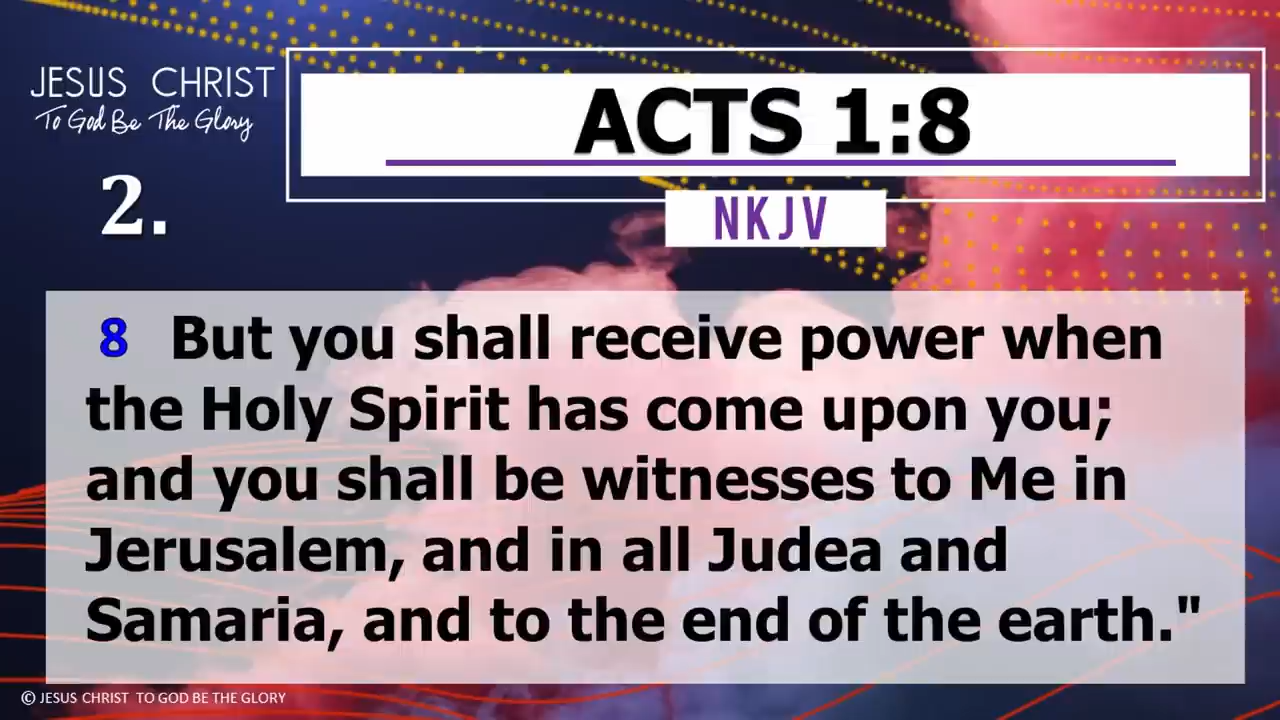 JESUS CHRIST
To God Be The Glory
2.
ACTS 1:8
NKJV
8 But you shall receive power when
the Holy Spirit has come upon you;
and you shall be witnesses to Me in
Jerusalem, and in all Judea and
Samaria, and to the end of the earth."
© JESUS CHRIST TO GOD BE THE GLORY